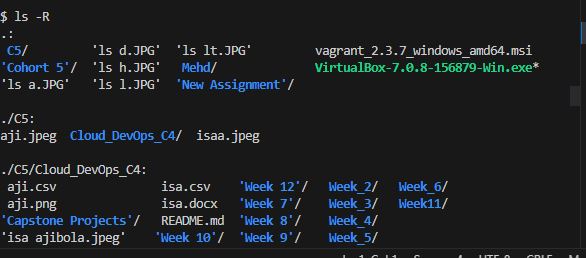 $ ls -R
.:
 C5/           'ls d.JPG'  'ls lt.JPG'          vagrant_2.3.7_windows_amd64.msi
'Cohort 5'/  'ls h.JPG'   Mehd/               VirtualBox-7.0.8-156879-Win.exe*
'ls a.JPG'   'ls l.JPG'  'New Assignment'/

./C5:
aji.jpeg  Cloud_DevOps_C4/  isaa.jpeg

./C5/Cloud_DevOps_C4:
 aji.csv               isa.csv    'Week 12'/   Week_2/   Week_6/
 aji.png               isa.docx   'Week 7'/    Week_3/   Week11/
'Capstone Projects'/   README.md  'Week 8'/    Week_4/
'isa ajibola.jpeg'    'Week 10'/  'Week 9'/    Week_5/